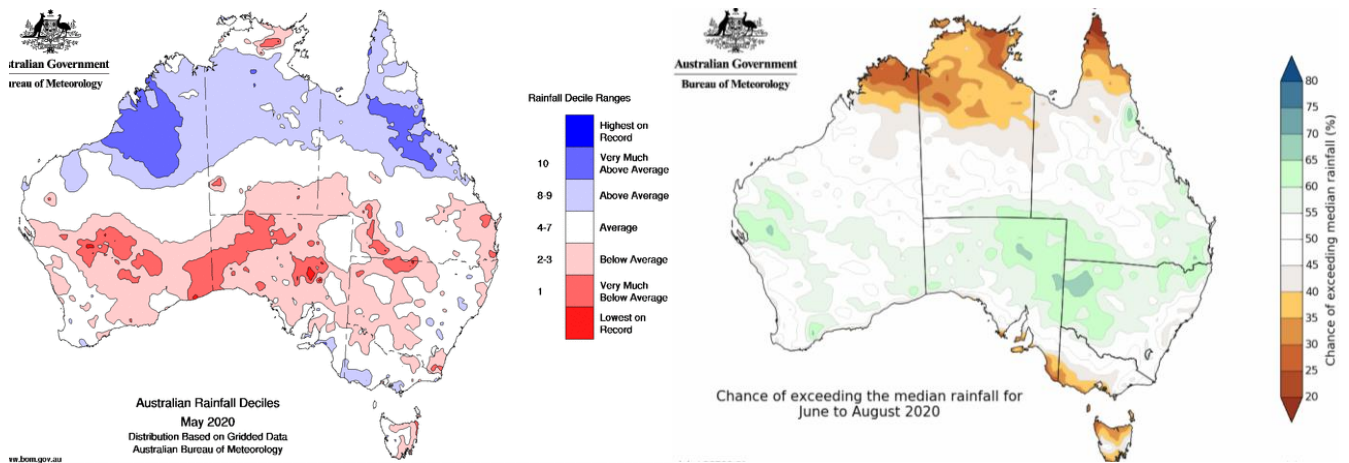 stralian Government
ureau of Meteorology
Rainfall Decile Ranges
Highest on
Record
10
Very Much
Above Average
8-9
Above Average
4-7
Average
2-3
Below Average
1
Very Much
Below Average
Lowest on
Record
Australian Rainfall Deciles
May 2020
Distribution Based on Gridded Data
Australian Bureau of Meteorology
w.bom.gov.au
Australian Government
Bureau of Meteorology
80
75
70
65
60
55
50
45
40
35
30
25
20
Chance of exceeding median rainfall (%)
Chance of exceeding the median rainfall for
June to August 2020